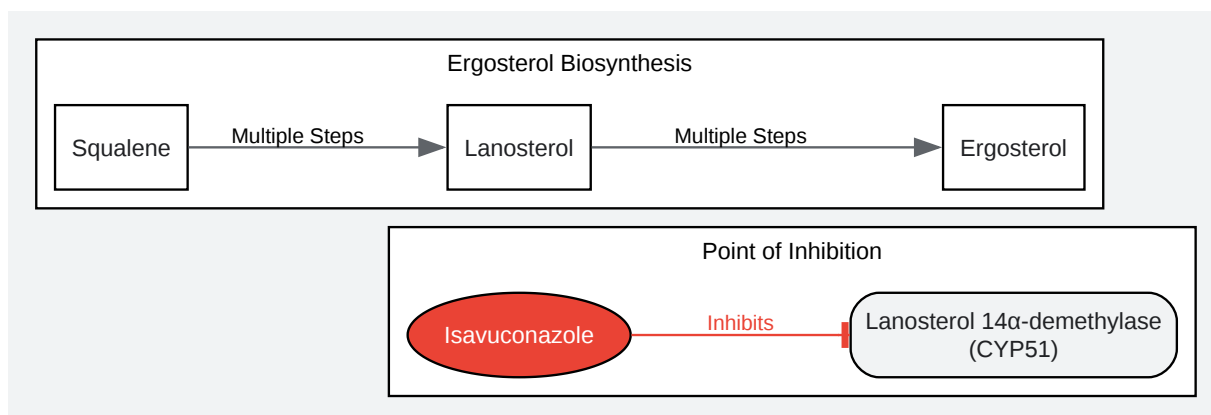 Ergosterol Biosynthesis
Squalene
Multiple Steps
Lanosterol
Multiple Steps
Ergosterol
Point of Inhibition
Isavuconazole
Inhibits
Lanosterol 14α-demethylase
(CYP51)